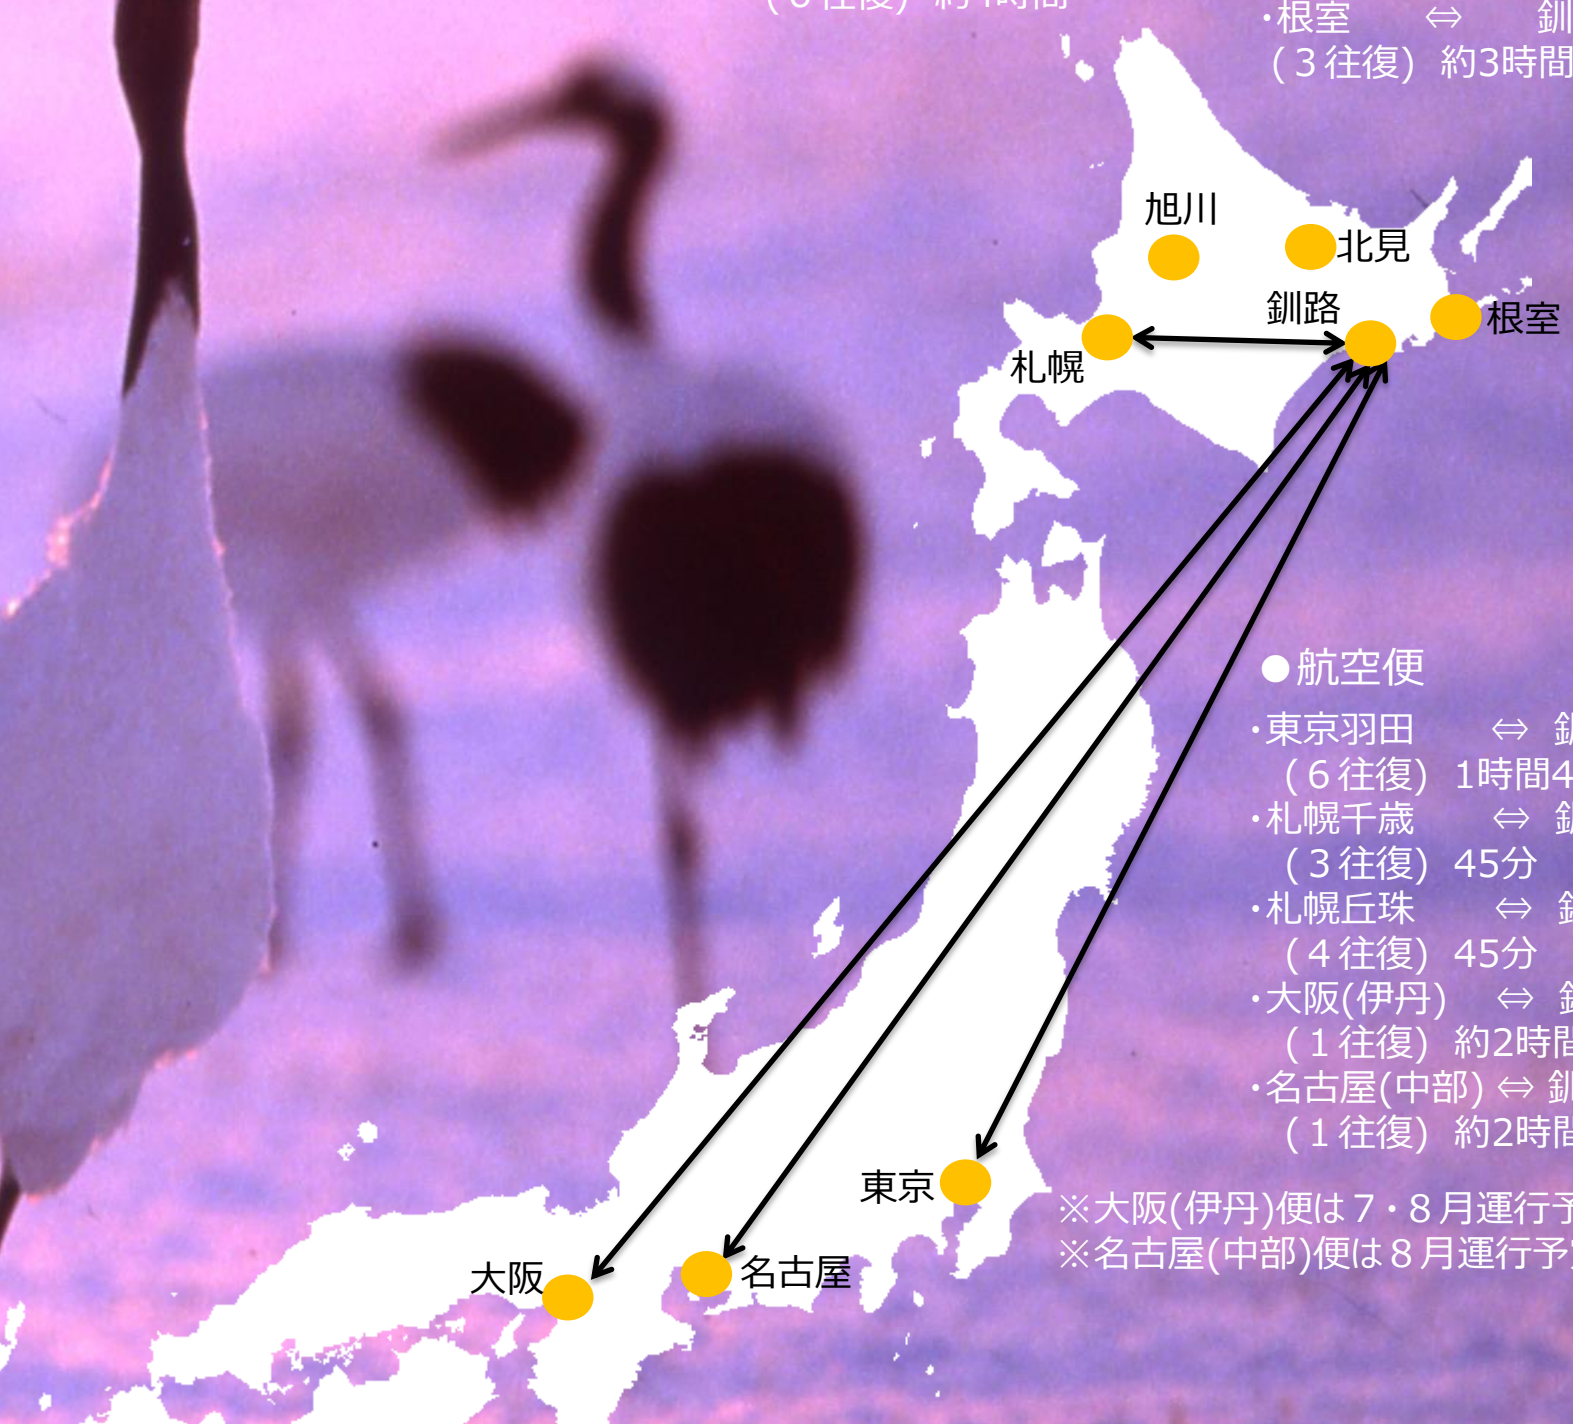 ・根室　⇔
(３往復) 約3時間
旭川
北見
釧路
根室
札幌
●航空便
・東京羽田　⇔
(６往復) 1時間4
・札幌千歳　⇔
(３往復) 45分
・札幌丘珠　⇔
(４往復) 45分
・大阪(伊丹)　⇔
(１往復) 約2時間
・名古屋(中部) ⇔
(１往復) 約2時間
東京
※大阪(伊丹)便は７・８月運行予
※名古屋(中部)便は８月運行予定
大阪
名古屋